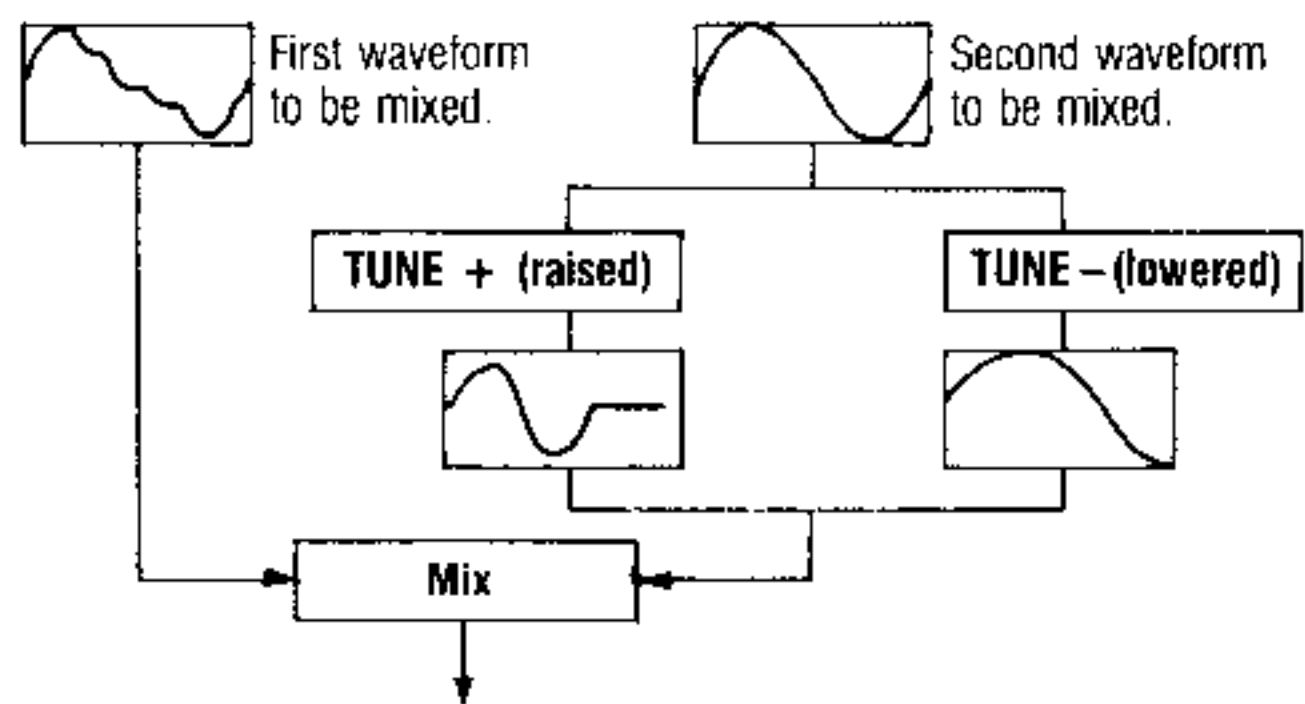 First waveform
to be mixed.
Second waveform
to be mixed.
TUNE + (raised)
TUNE – (lowered)
Mix